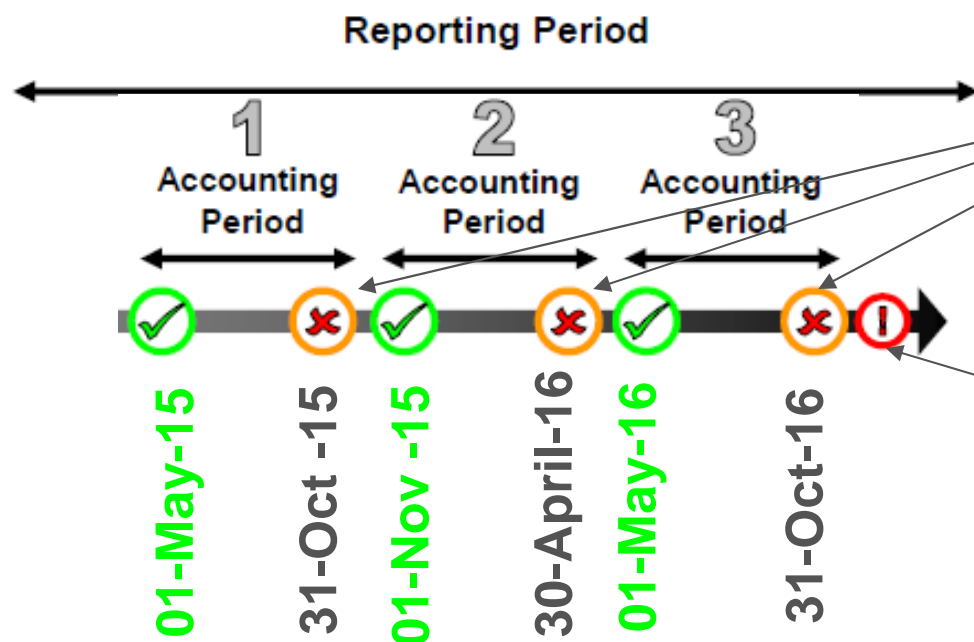 Reporting Period
1
2
3
Accounting
Period
Accounting
Period
Accounting
Period
!
01-May-15
31-Oct -15
01-Nov -15
30-April-16
01-May-16
31-Oct-16